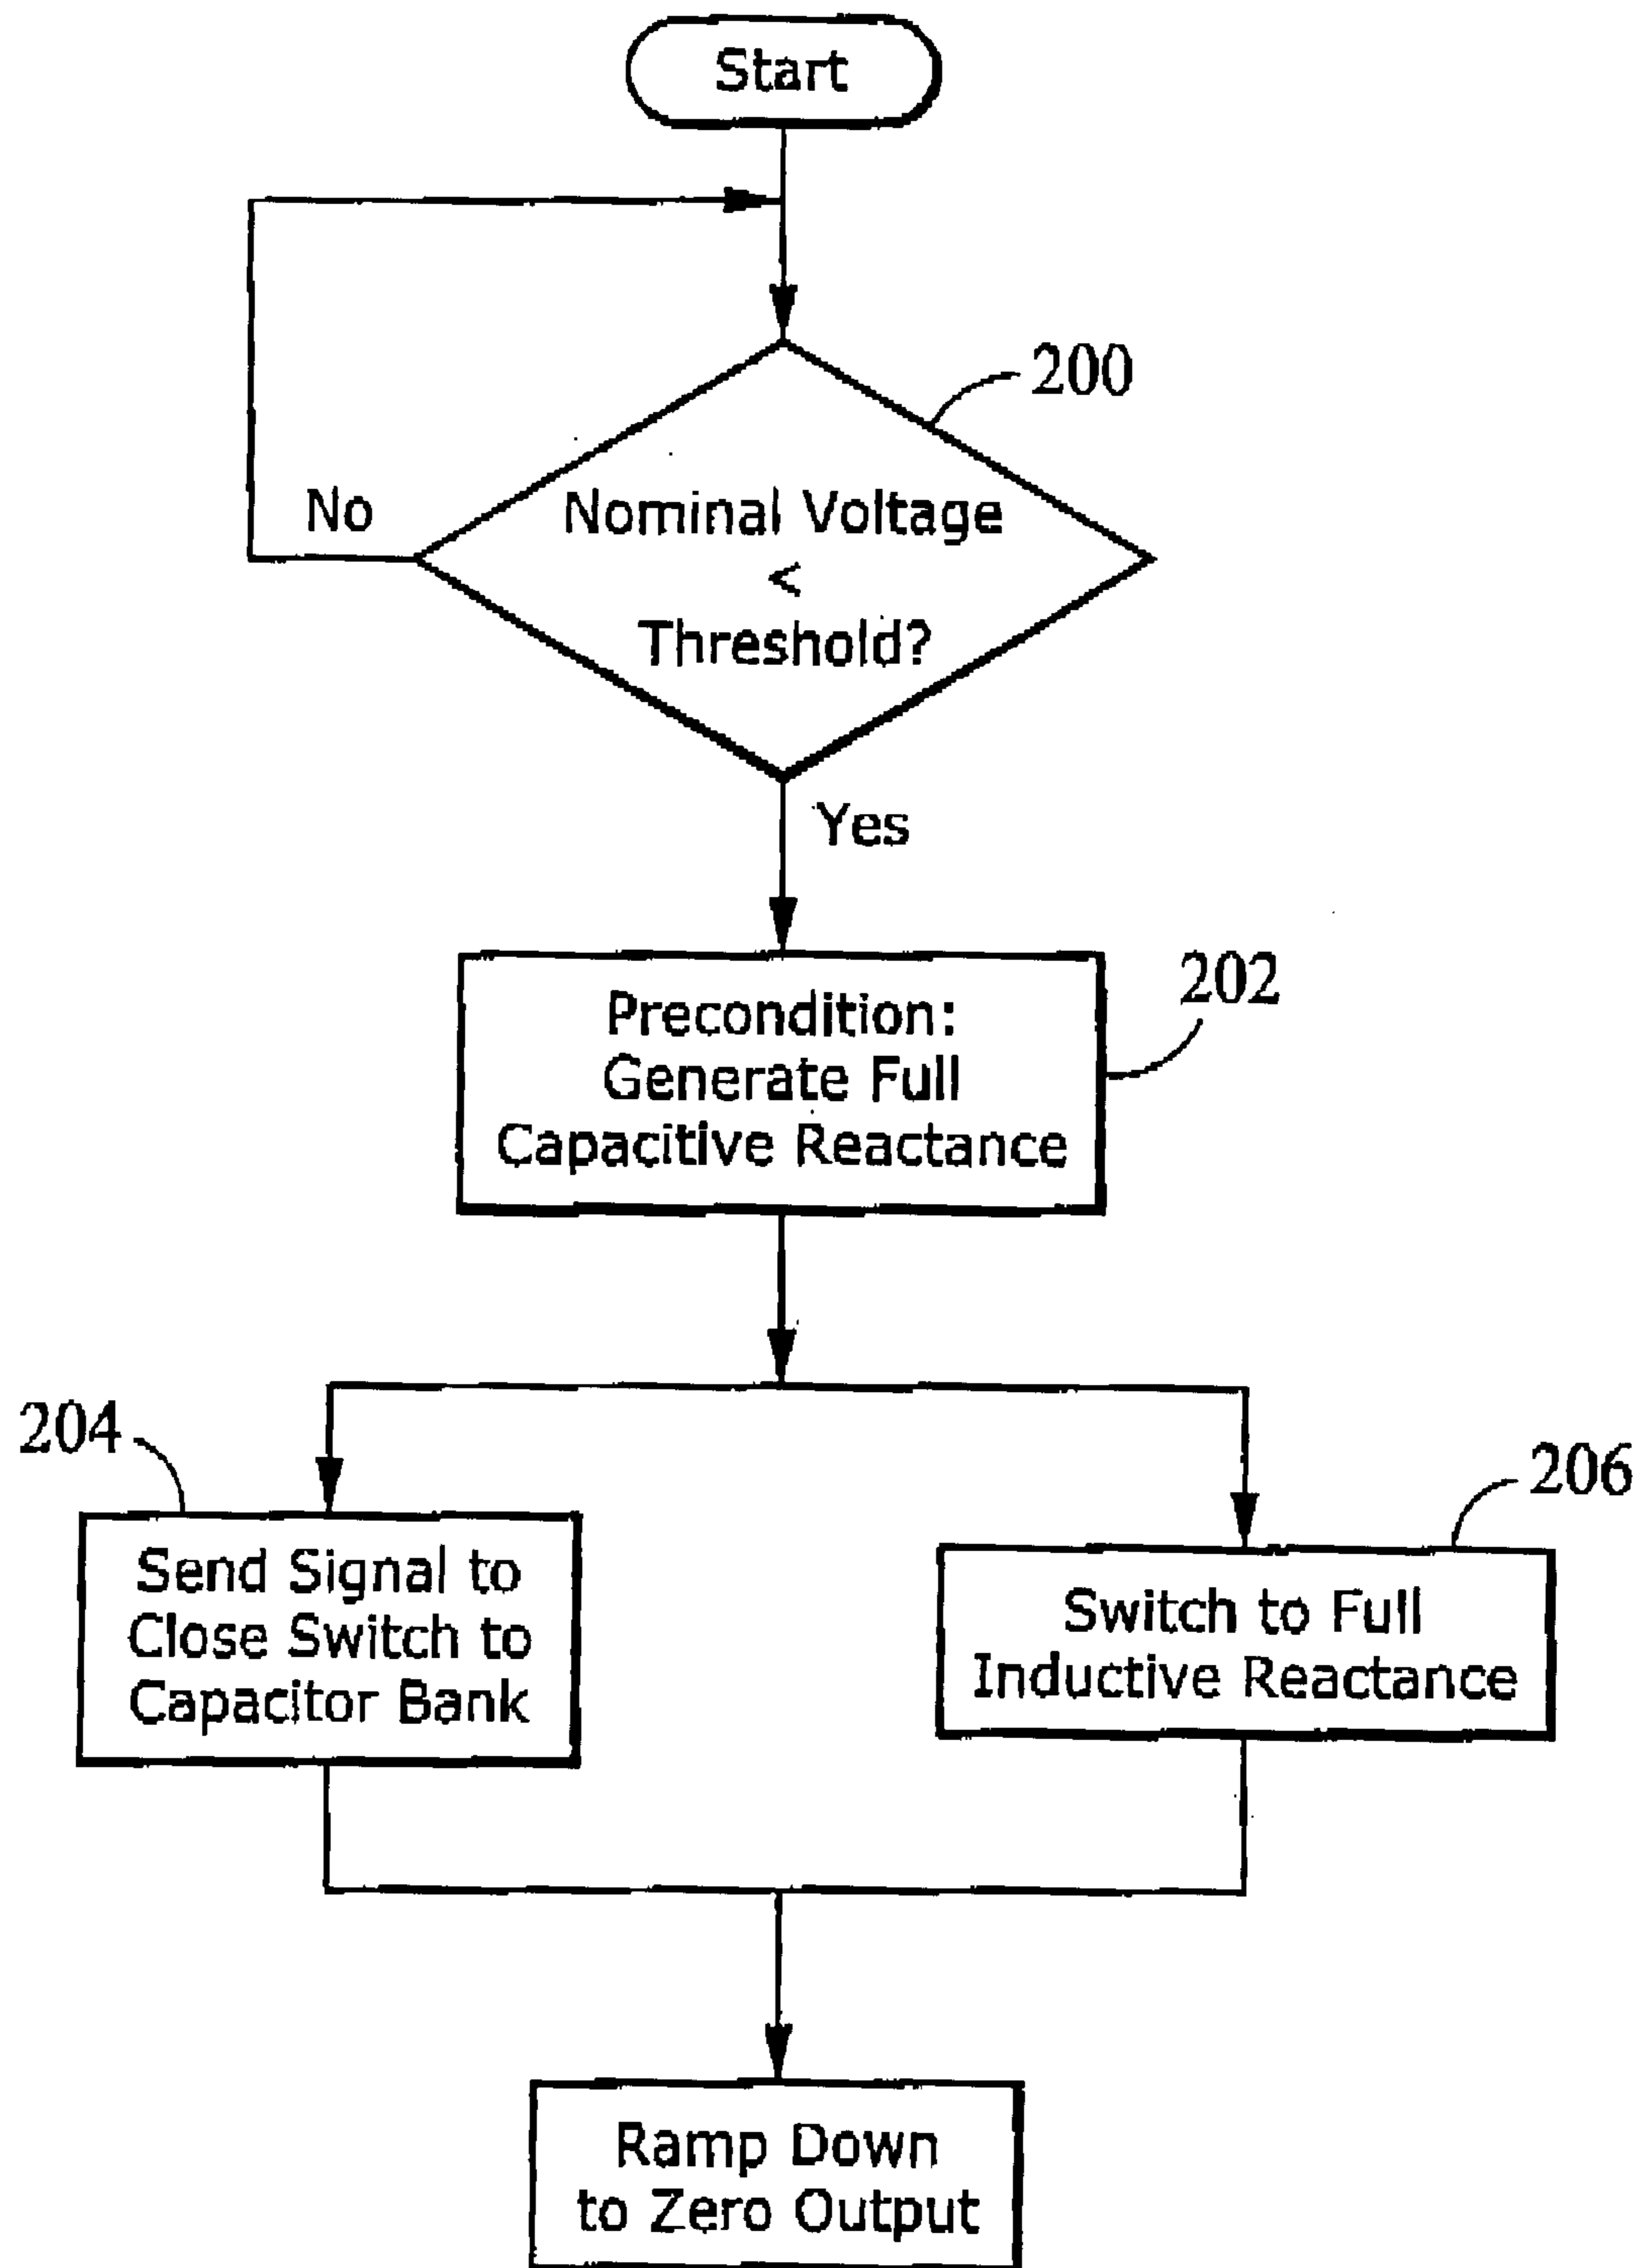 Start
200
No
Nominal Voltage
<
Threshold?
Yes
202
Precondition:
Generate Full
Capacitive Reactance
204
206
Send Signal to
Close Switch to
Capacitor Bank
Switch to Full
Inductive Reactance
Ramp Down
to Zero Output